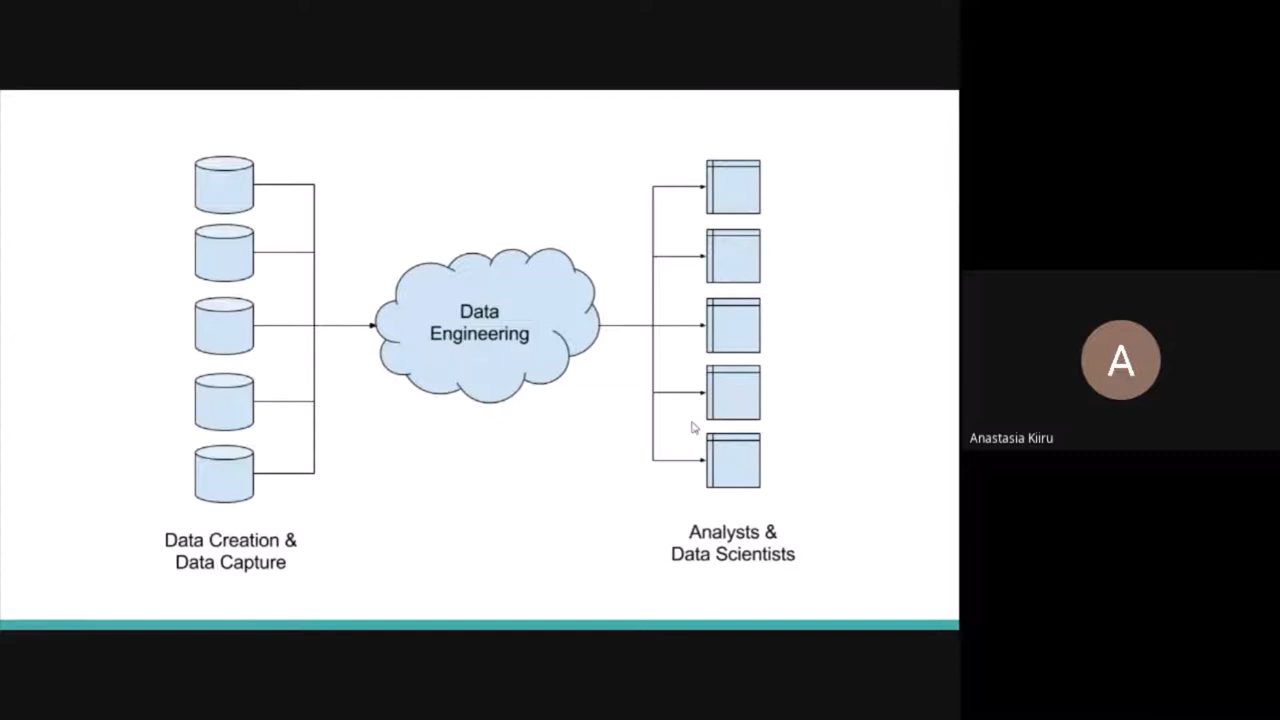 Data
Engineering
Data Creation &
Data Capture
Analysts &
Data Scientists
A
Anastasia Kiiru